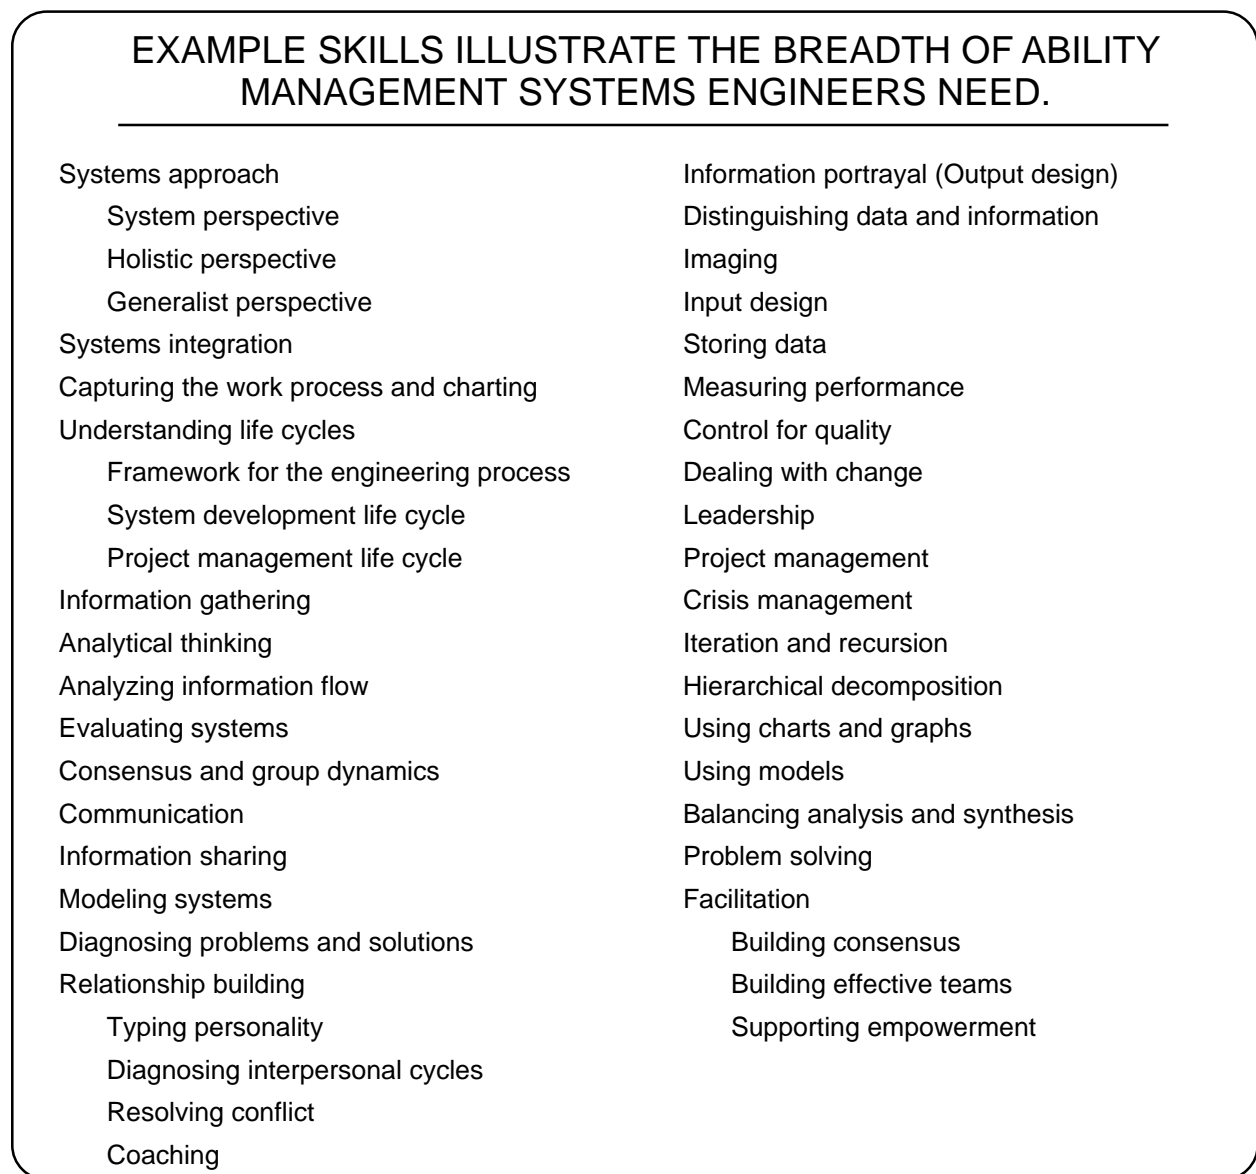 EXAMPLE SKILLS ILLUSTRATE THE BREADTH OF ABILITY
MANAGEMENT SYSTEMS ENGINEERS NEED.
Systems approach
System perspective
Holistic perspective
Generalist perspective
Systems integration
Capturing the work process and charting
Understanding life cycles
Framework for the engineering process
System development life cycle
Project management life cycle
Information gathering
Analytical thinking
Analyzing information flow
Evaluating systems
Consensus and group dynamics
Communication
Information sharing
Modeling systems
Diagnosing problems and solutions
Relationship building
Typing personality
Diagnosing interpersonal cycles
Resolving conflict
Coaching
Information portrayal (Output design)
Distinguishing data and information
Imaging
Input design
Storing data
Measuring performance
Control for quality
Dealing with change
Leadership
Project management
Crisis management
Iteration and recursion
Hierarchical decomposition
Using charts and graphs
Using models
Balancing analysis and synthesis
Problem solving
Facilitation
Building consensus
Building effective teams
Supporting empowerment